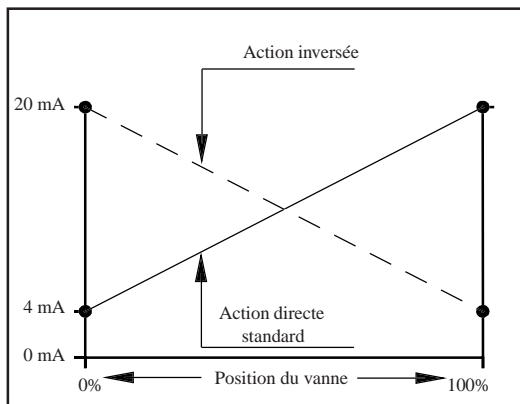 Action inversée
20 mA
4 mA
Action directe
standard
0 mA
0%
Position du vanne
100%